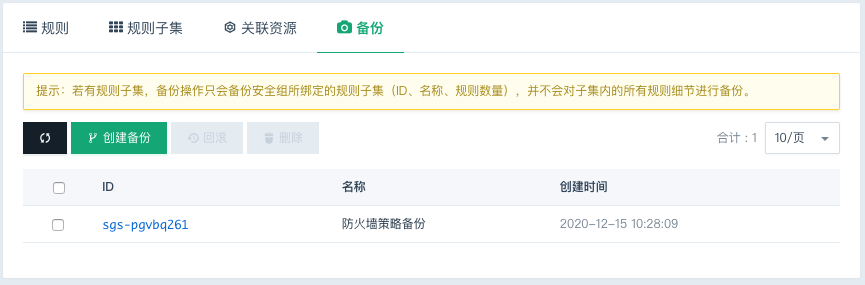 规则 规则子集 关联资源 备份
提示：若有规则子集，备份操作只会备份安全组所绑定的规则子集（ID、名称、规则数量），并不会对子集内的所有规则细节进行备份。
创建备份 回滚 删除 合计：1 10/页
ID 名称 创建时间
sgs-pgvbq261 防火墙策略备份 2020-12-15 10:28:09